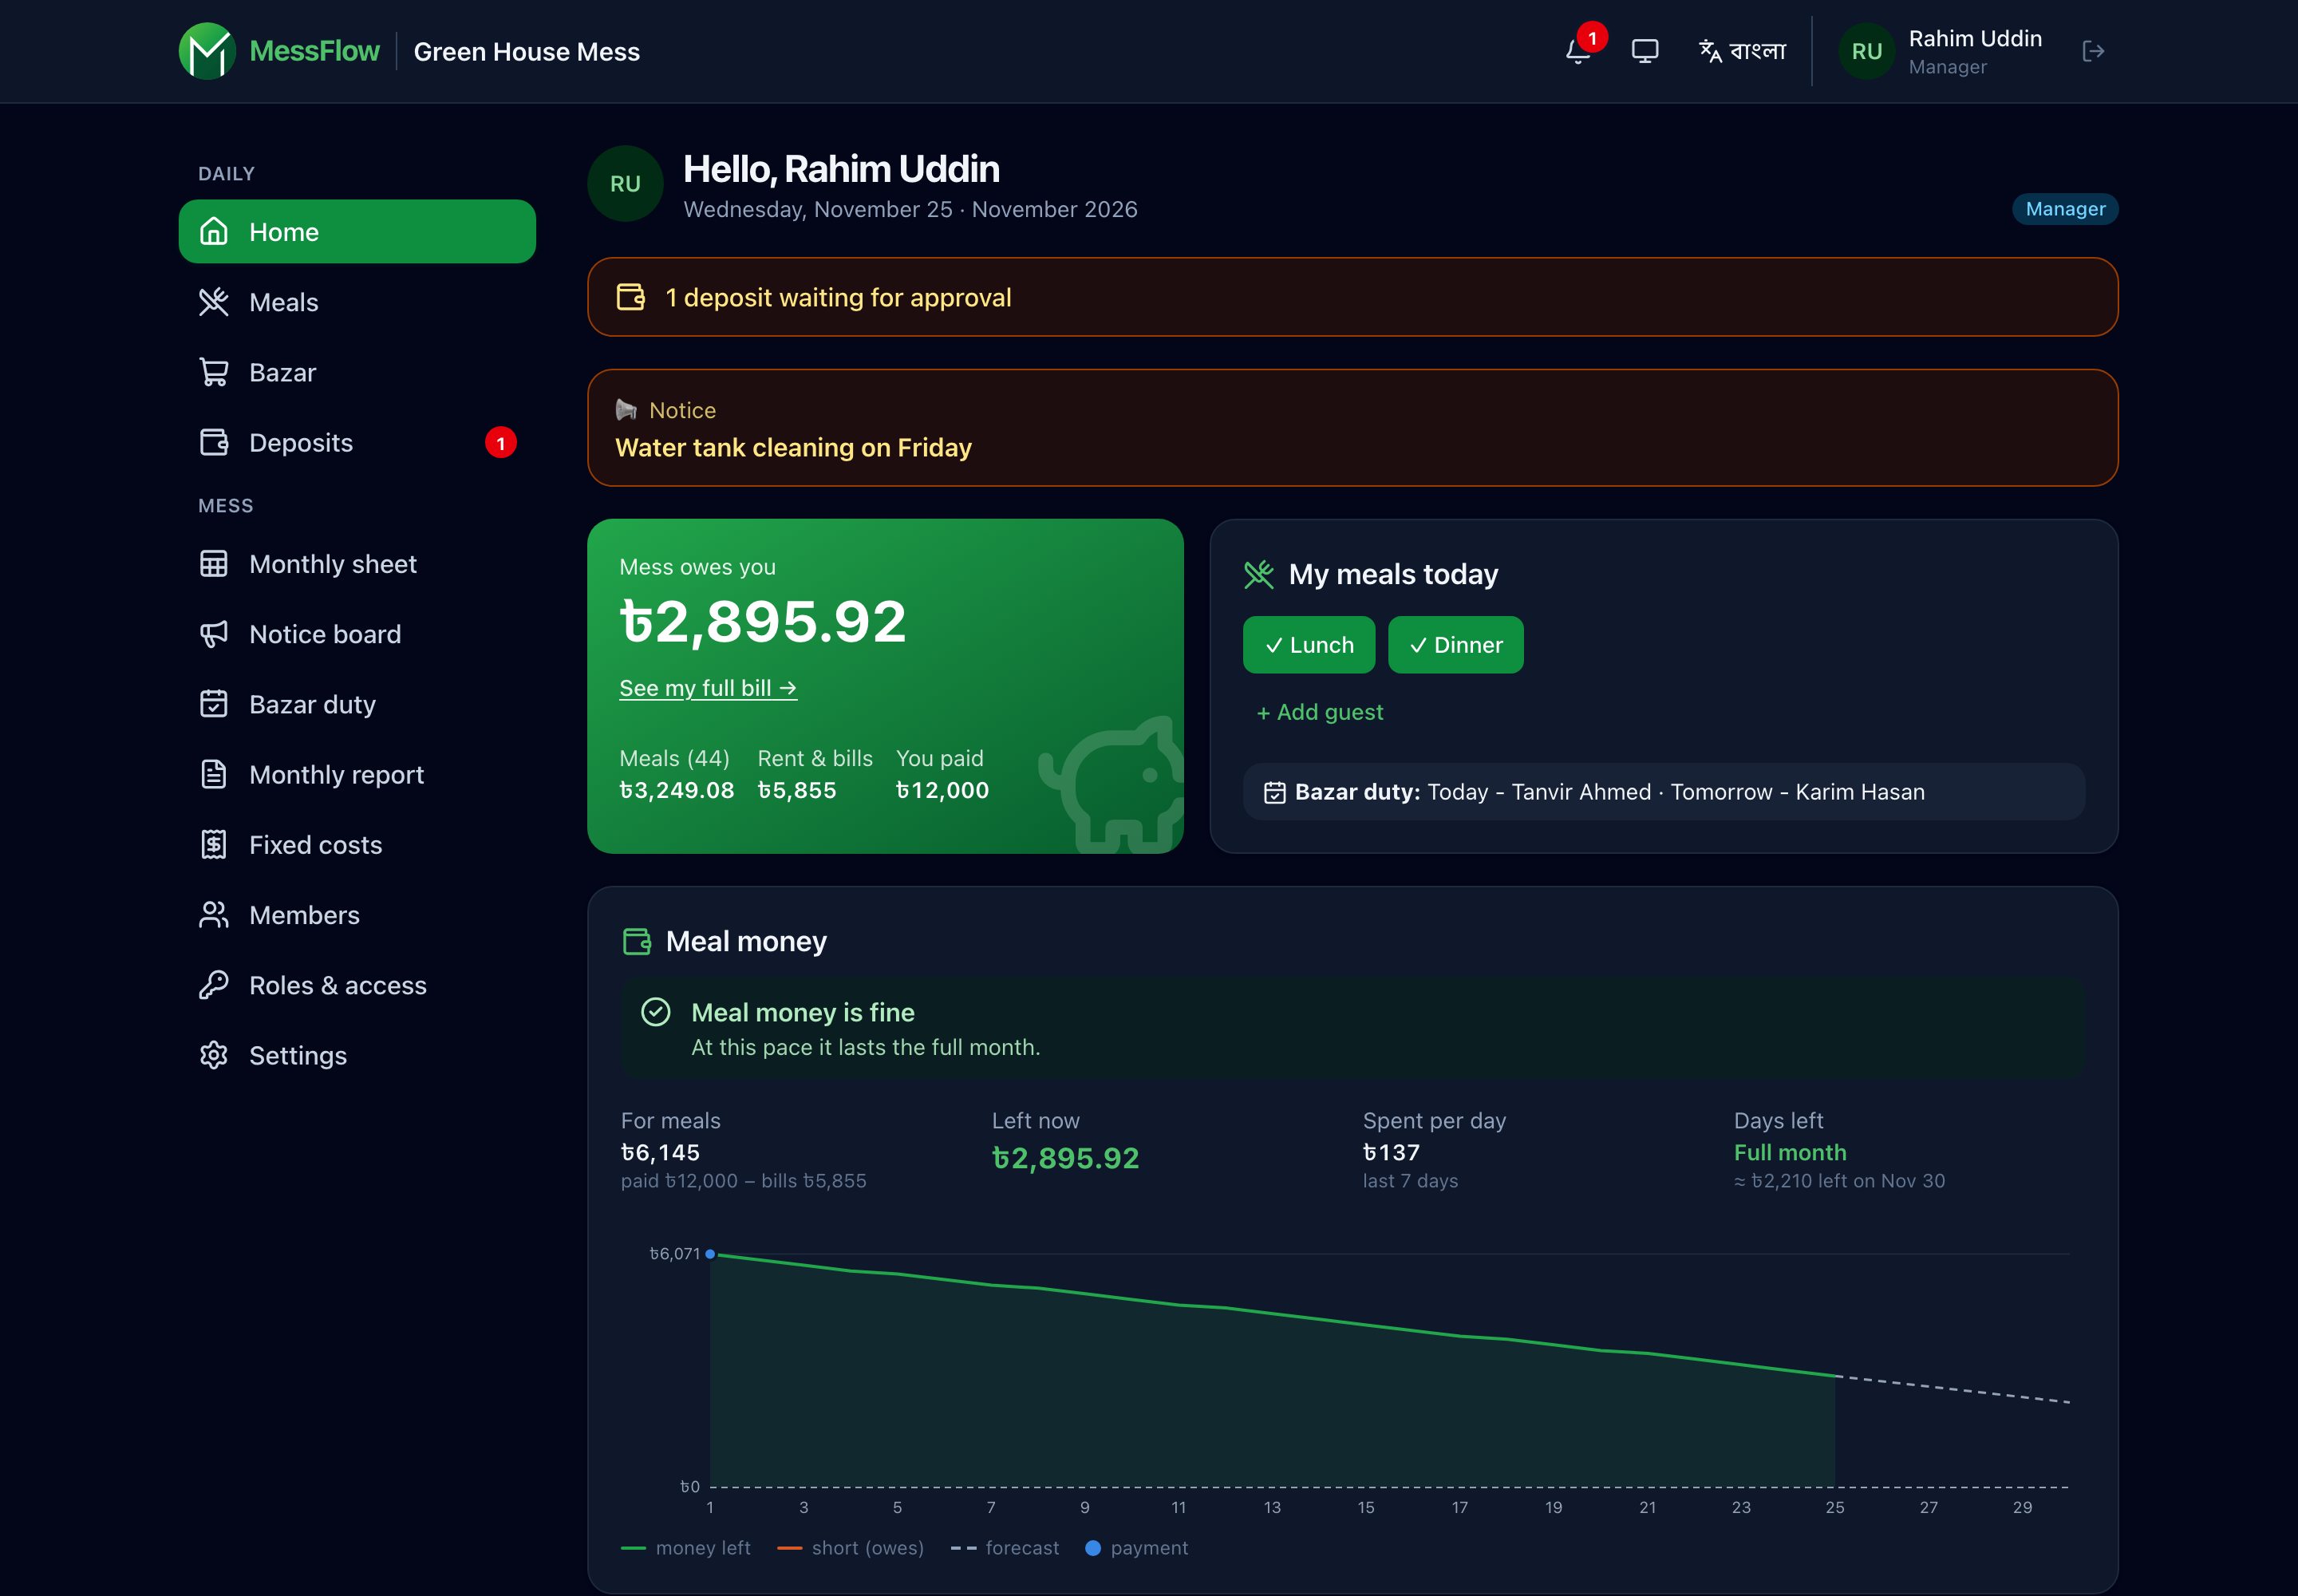 MessFlow
Green House Mess
1
বাংলা
RU
Rahim Uddin
Manager
DAILY
Home
Meals
Bazar
Deposits
1
MESS
Monthly sheet
Notice board
Bazar duty
Monthly report
Fixed costs
Members
Roles & access
Settings
RU
Hello, Rahim Uddin
Wednesday, November 25 · November 2026
Manager
1 deposit waiting for approval
Notice
Water tank cleaning on Friday
Mess owes you
৳2,895.92
See my full bill →
Meals (44) Rent & bills You paid
৳3,249.08 ৳5,855 ৳12,000
My meals today
✓ Lunch ✓ Dinner
+ Add guest
Bazar duty: Today - Tanvir Ahmed · Tomorrow - Karim Hasan
Meal money
Meal money is fine
At this pace it lasts the full month.
For meals
৳6,145
paid ৳12,000 – bills ৳5,855
Left now
৳2,895.92
Spent per day
৳137
last 7 days
Days left
Full month
≈ ৳2,210 left on Nov 30
৳6,071
৳0
1 3 5 7 9 11 13 15 17 19 21 23 25 27 29
money left short (owes) forecast payment